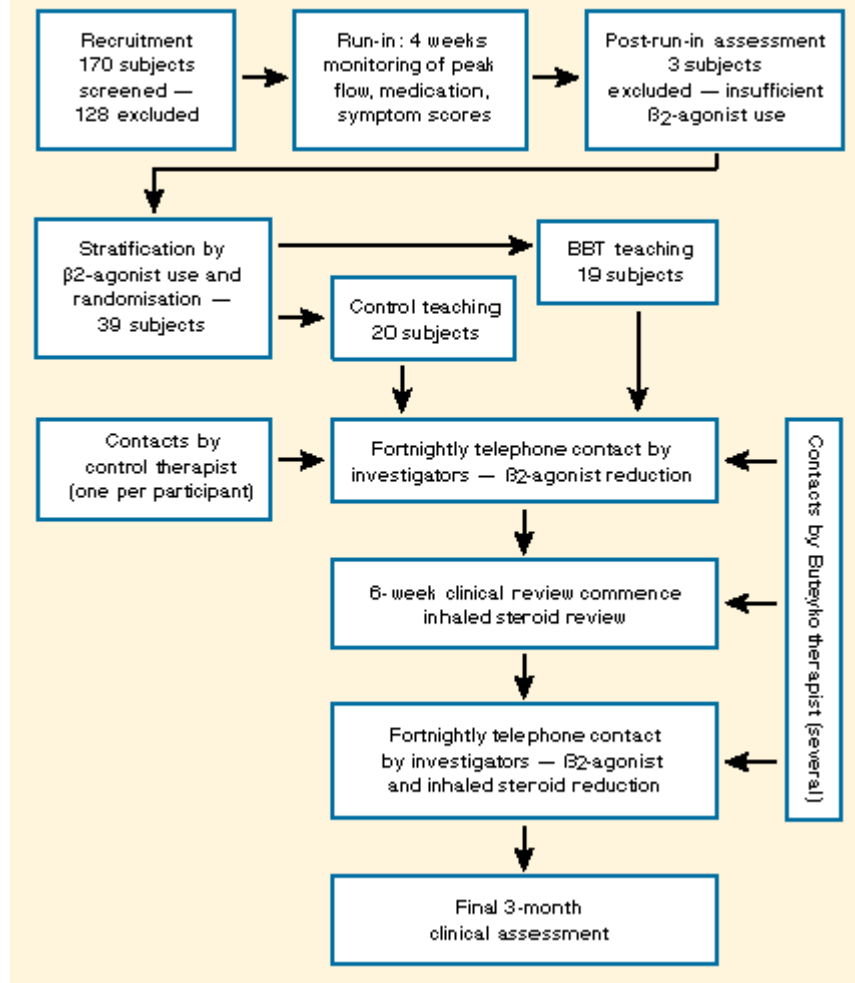 Recruitment
170 subjects
screened —
128 excluded
Run-in: 4 weeks
monitoring of peak
flow, medication,
symptom scores
Post-run-in assessment
3 subjects
excluded — insufficient
ß2-agonist use
Stratification by
β2-agonist use and
randomisation —
39 subjects
BBT teaching
19 subjects
Control teaching
20 subjects
Contacts by
control therapist
(one per participant)
Fortnightly telephone contact by
investigators — ß2-agonist reduction
Contacts by Buteyko therapist (several)
6-week clinical review commence
inhaled steroid review
Fortnightly telephone contact
by investigators — ß2-agonist
and inhaled steroid reduction
Final 3-month
clinical assessment